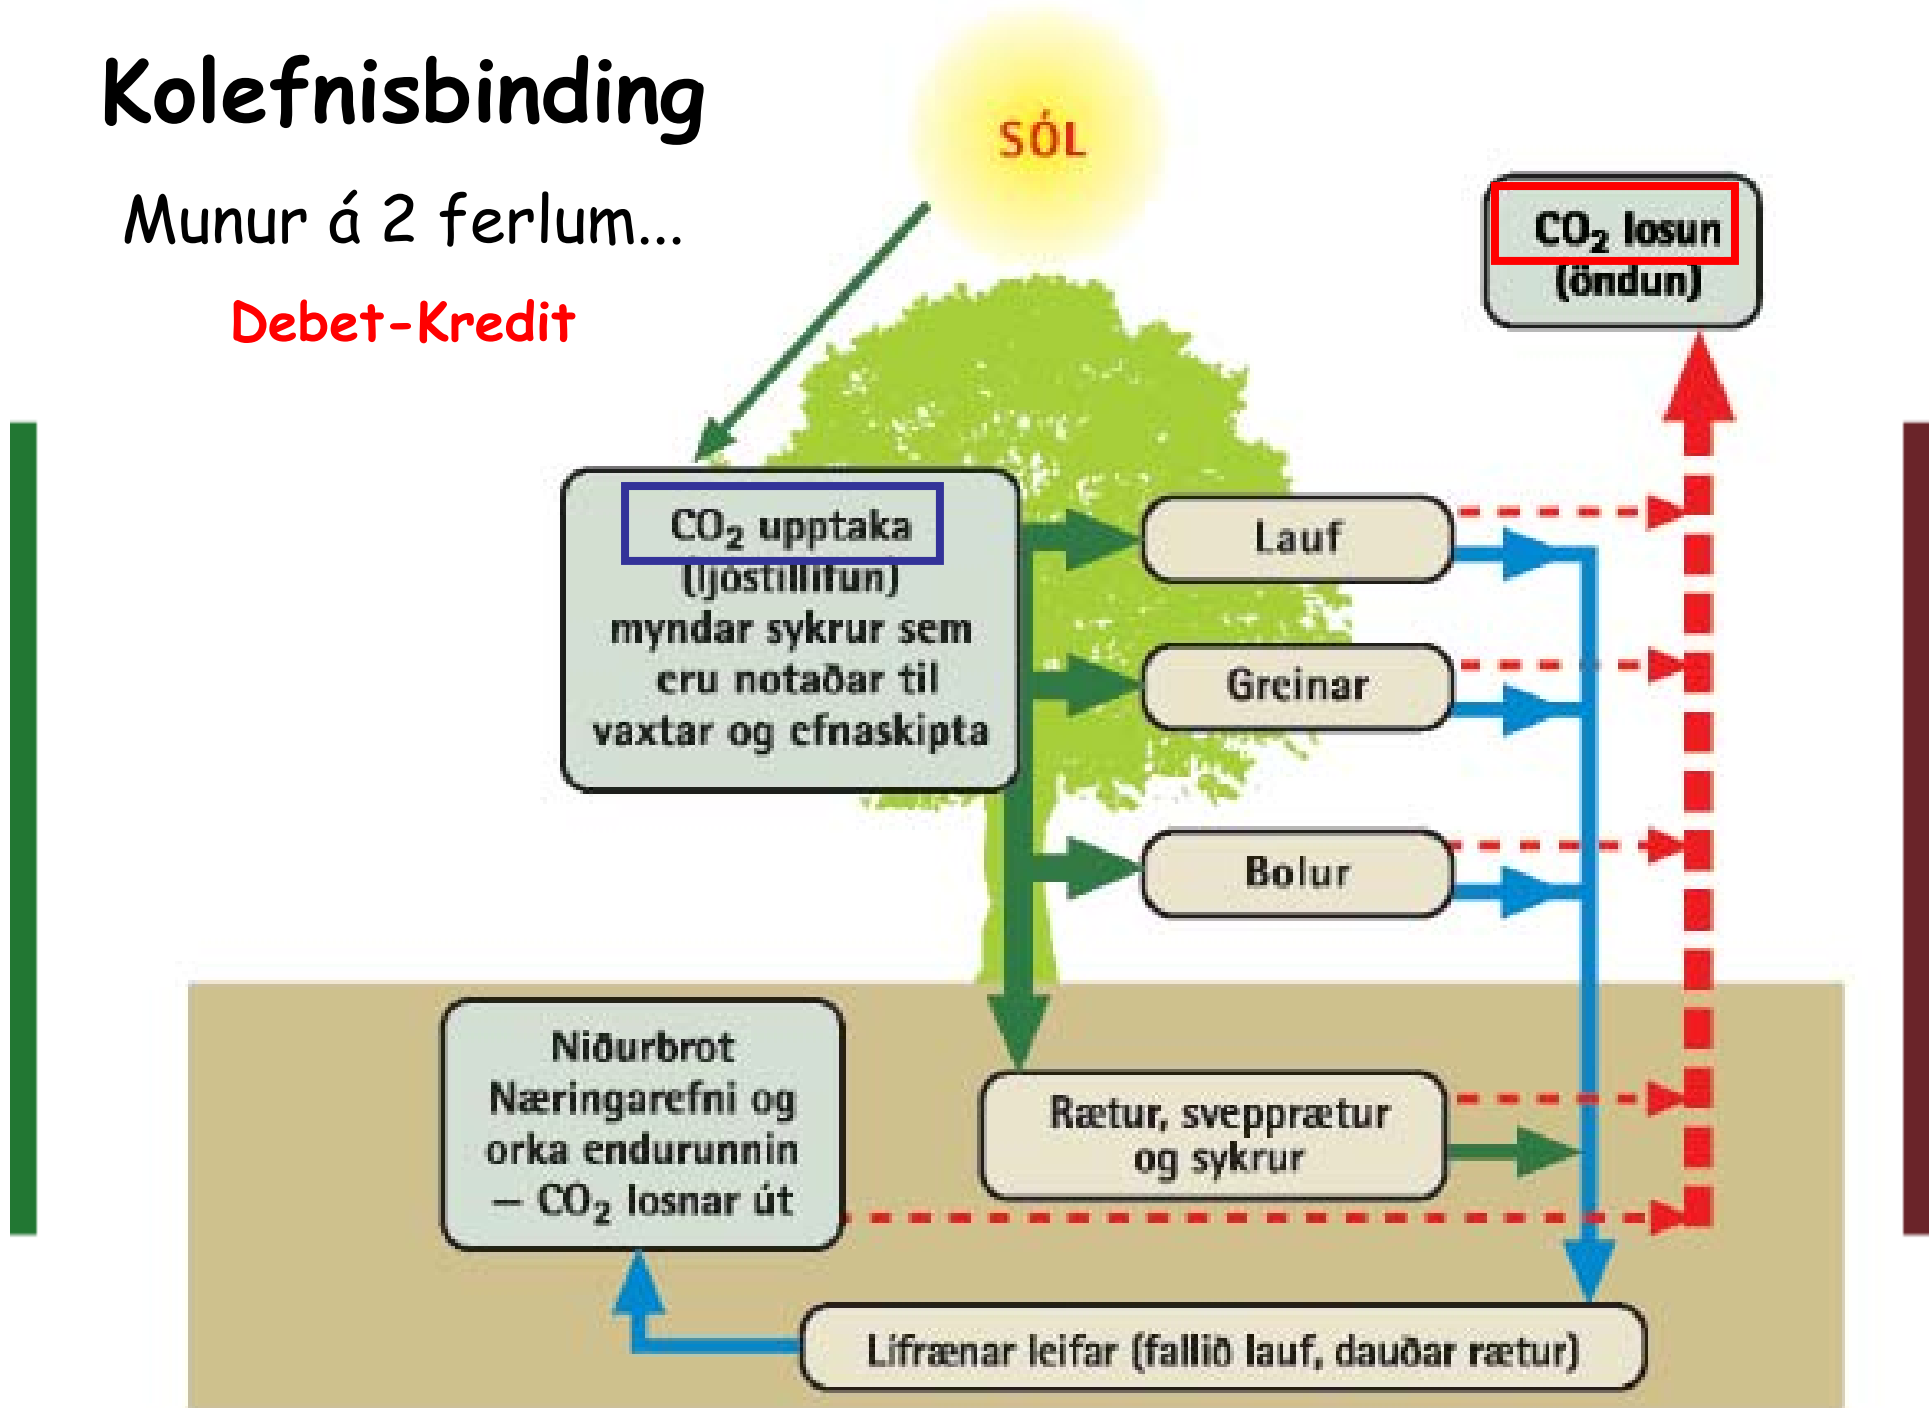 Kolefnisbinding
Munur á 2 ferlum...
Debet-Kredit
SÓL
CO₂ losun
(öndun)
CO₂ upptaka
(ljóstillífun)
myndar sykrur sem
eru notaðar til
vaxtar og efnaskipta
Lauf
Greinar
Bolur
Niðurbrot
Næringarefni og
orka endurunnin
– CO₂ losnar út
Rætur, svepprætur
og sykrur
Lífrænar leifar (fallið lauf, dauðar rætur)